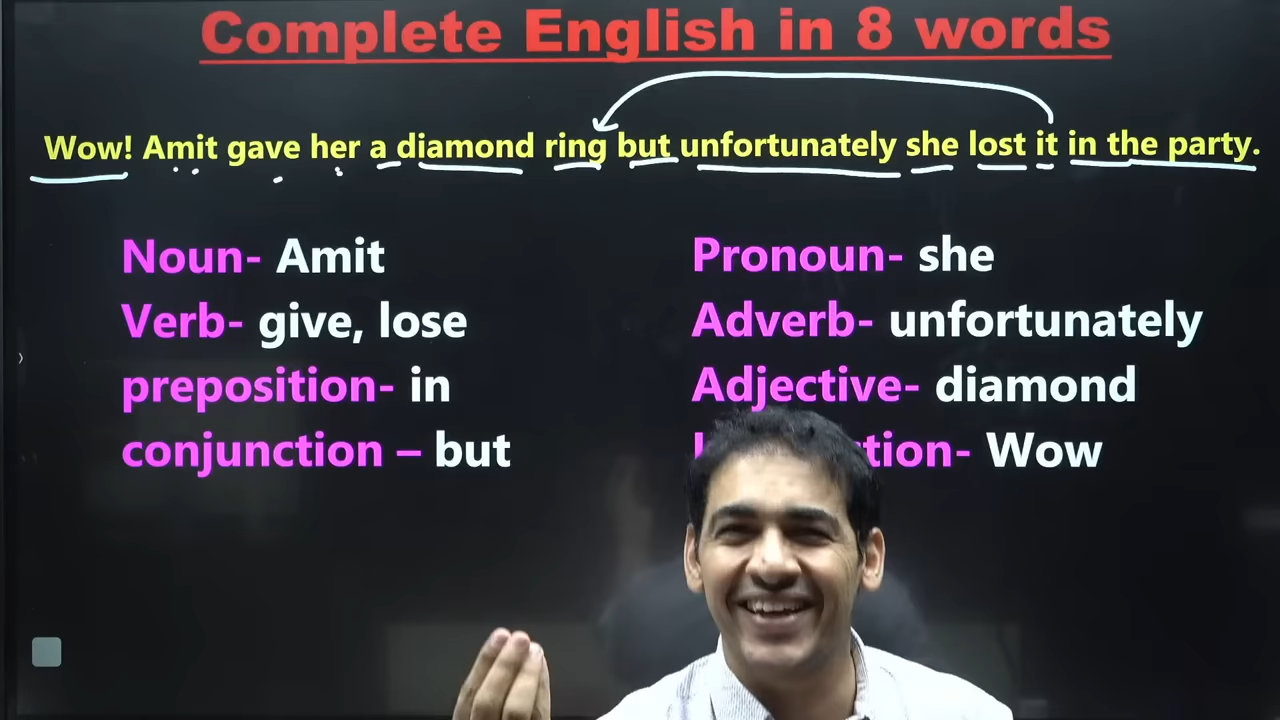 Complete English in 8 words
Wow! Amit gave her a diamond ring but unfortunately she lost it in the party.
Noun- Amit
Pronoun- she
Verb- give, lose
Adverb- unfortunately
preposition- in
Adjective- diamond
conjunction – but
Wow